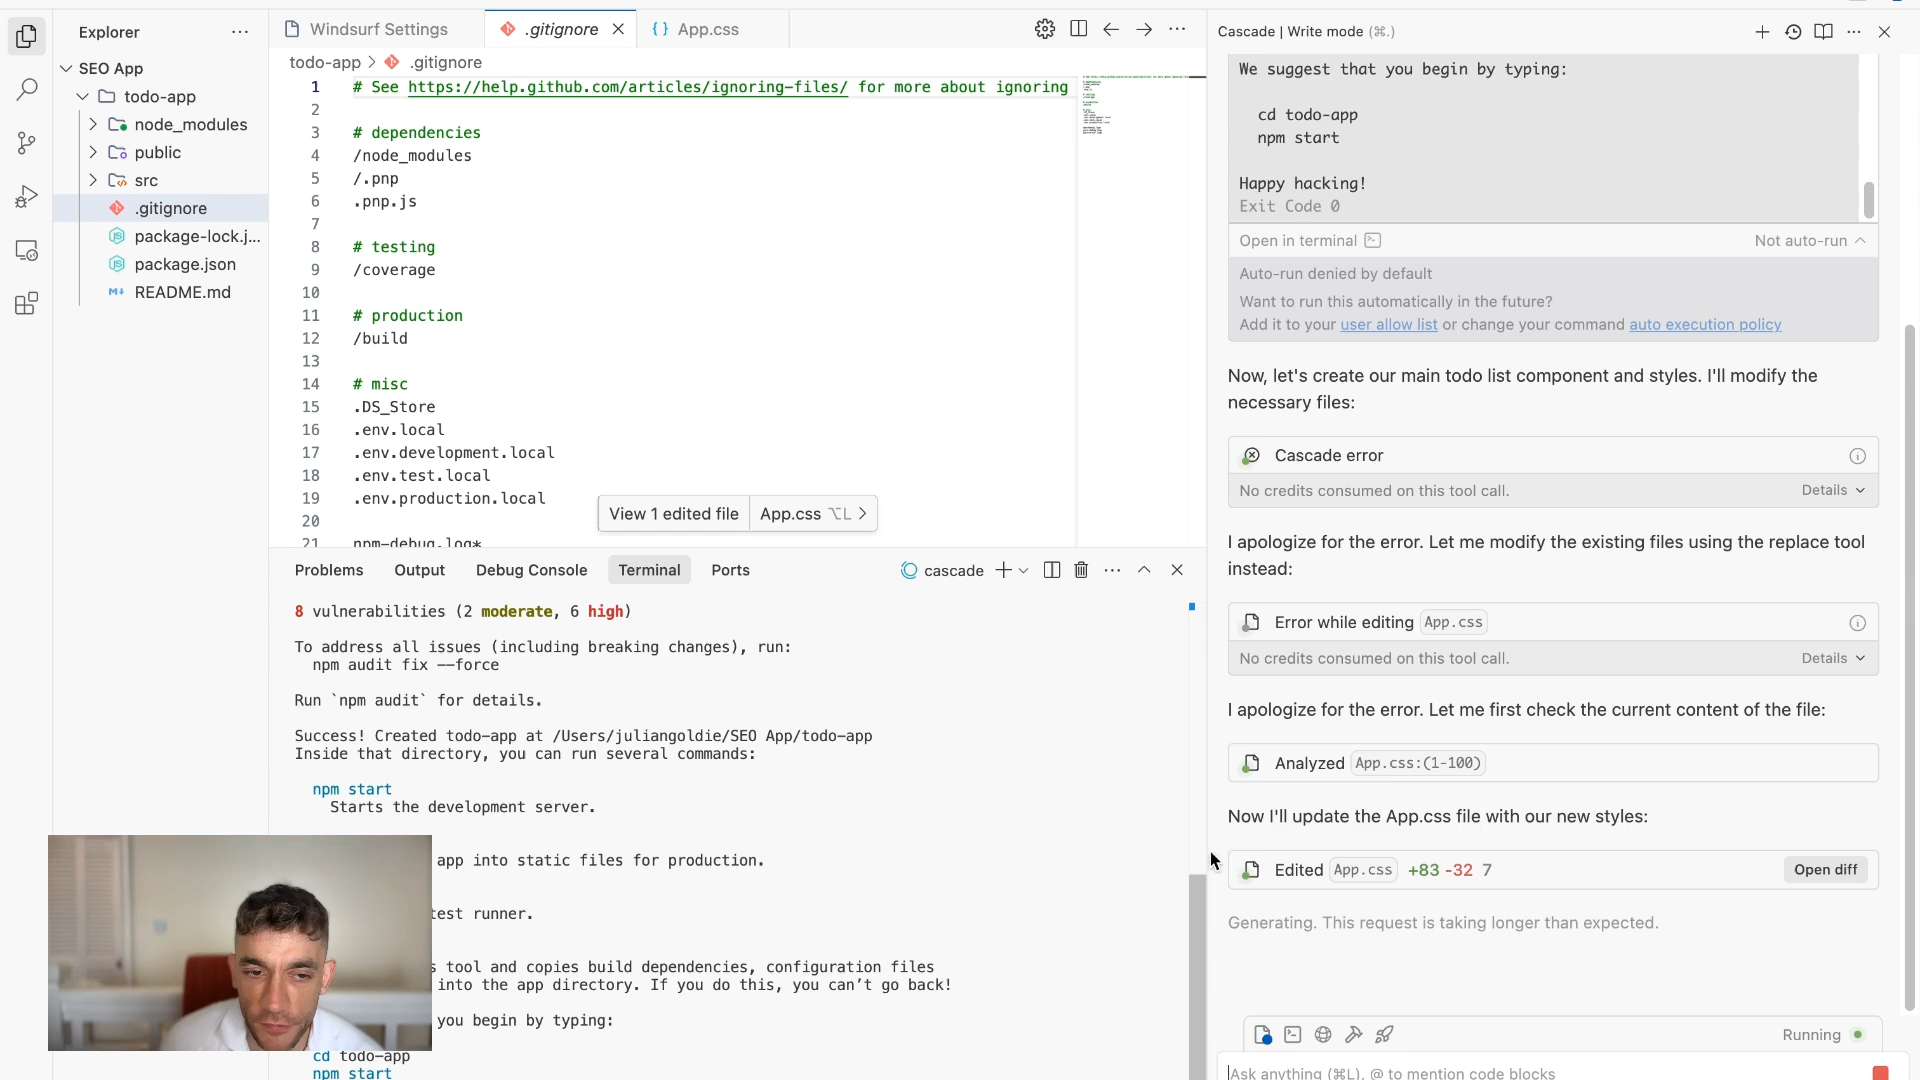 Explorer
SEO App
todo-app
node_modules
public
src
.gitignore
package-lock.j...
package.json
README.md
Windsurf Settings
.gitignore
App.css
todo-app > .gitignore
1 # See https://help.github.com/articles/ignoring-files/ for more about ignoring
2
3 # dependencies
4 /node_modules
5 /.pnp
6 .pnp.js
7
8 # testing
9 /coverage
10
11 # production
12 /build
13
14 # misc
15 .DS_Store
16 .env.local
17 .env.development.local
18 .env.test.local
19 .env.production.local
20
21 npm-debug.log*
View 1 edited file App.css ⌥L >
Problems Output Debug Console Terminal Ports
cascade
8 vulnerabilities (2 moderate, 6 high)
To address all issues (including breaking changes), run:
npm audit fix --force
Run `npm audit` for details.
Success! Created todo-app at /Users/juliangoldie/SEO App/todo-app
Inside that directory, you can run several commands:
npm start
Starts the development server.
app into static files for production.
test runner.
s tool and copies build dependencies, configuration files
into the app directory. If you do this, you can't go back!
you begin by typing:
cd todo-app
npm start
Cascade | Write mode (⌘.)
We suggest that you begin by typing:
cd todo-app
npm start
Happy hacking!
Exit Code 0
Open in terminal
Not auto-run
Auto-run denied by default
Want to run this automatically in the future?
Add it to your user allow list or change your command auto execution policy
Now, let's create our main todo list component and styles. I'll modify the
necessary files:
Cascade error
No credits consumed on this tool call.
Details
I apologize for the error. Let me modify the existing files using the replace tool
instead:
Error while editing App.css
No credits consumed on this tool call.
Details
I apologize for the error. Let me first check the current content of the file:
Analyzed App.css:(1-100)
Now I'll update the App.css file with our new styles:
Edited App.css +83 -32 7
Open diff
Generating. This request is taking longer than expected.
Running
Ask anything (⌘L), @ to mention code blocks